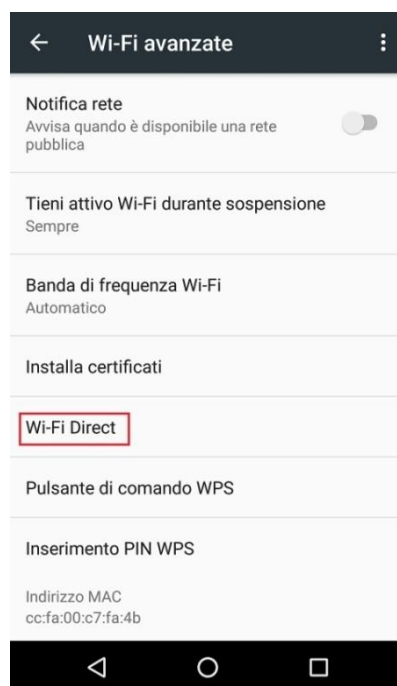 Wi-Fi avanzate
Notifica rete
Avvisa quando è disponibile una rete
pubblica
Tieni attivo Wi-Fi durante sospensione
Sempre
Banda di frequenza Wi-Fi
Automatico
Installa certificati
Wi-Fi Direct
Pulsante di comando WPS
Inserimento PIN WPS
Indirizzo MAC
cc:fa:00:c7:fa:4b